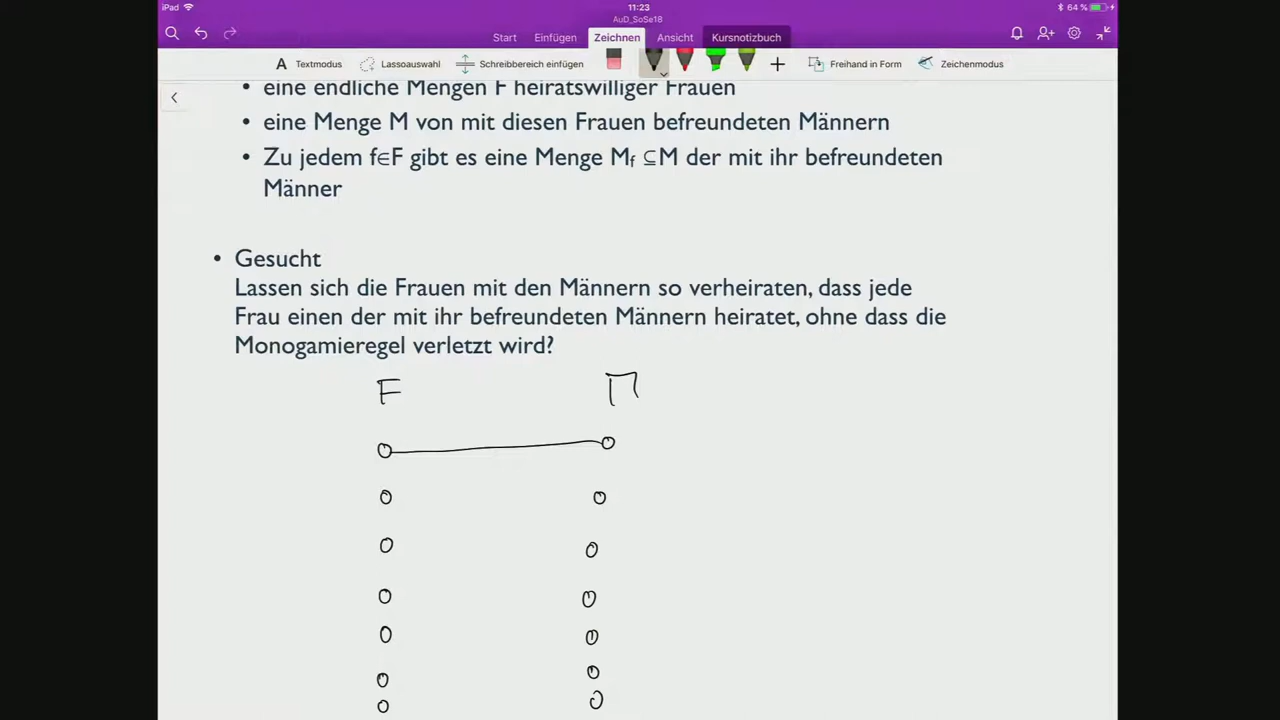 iPad
11:23
64 %
AuD_SoSe18
Start Einfügen Zeichnen Ansicht Kursnotizbuch
A Textmodus Lassoauswahl Schreibbereich einfügen Freihand in Form Zeichenmodus
• eine endliche Mengen F heiratswilliger Frauen
• eine Menge M von mit diesen Frauen befreundeten Männern
• Zu jedem f∈F gibt es eine Menge Mf ⊆M der mit ihr befreundeten
Männer
• Gesucht
Lassen sich die Frauen mit den Männern so verheiraten, dass jede
Frau einen der mit ihr befreundeten Männern heiratet, ohne dass die
Monogamieregel verletzt wird?
F M